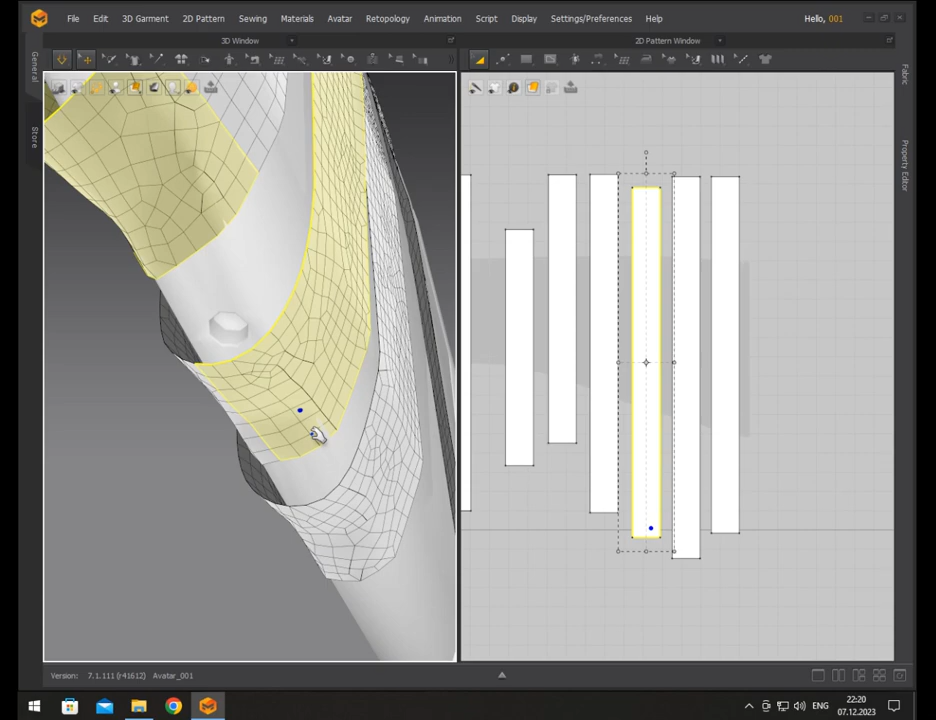 File Edit 3D Garment 2D Pattern Sewing Materials Avatar Retopology Animation Script Display Settings/Preferences Help Hello, 001
3D Window
2D Pattern Window
General
Store
Fabric
Property Editor
Version: 7.1.111 (r41612) Avatar_001
ENG
22:20
07.12.2023